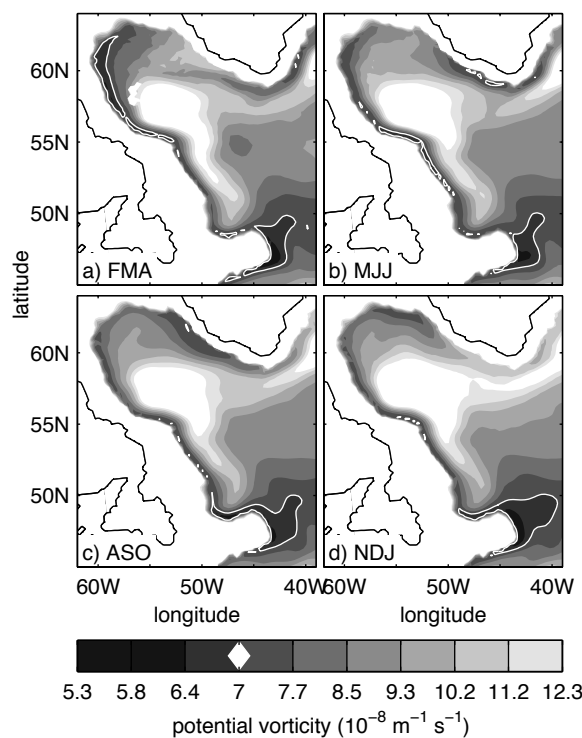 60N
55N
50N
a) FMA
b) MJJ
latitude
60N
55N
50N
c) ASO
d) NDJ
60W 50W 40W 60W 50W 40W
longitude longitude
5.3 5.8 6.4 7 7.7 8.5 9.3 10.2 11.2 12.3
potential vorticity (10⁻⁸ m⁻¹ s⁻¹)